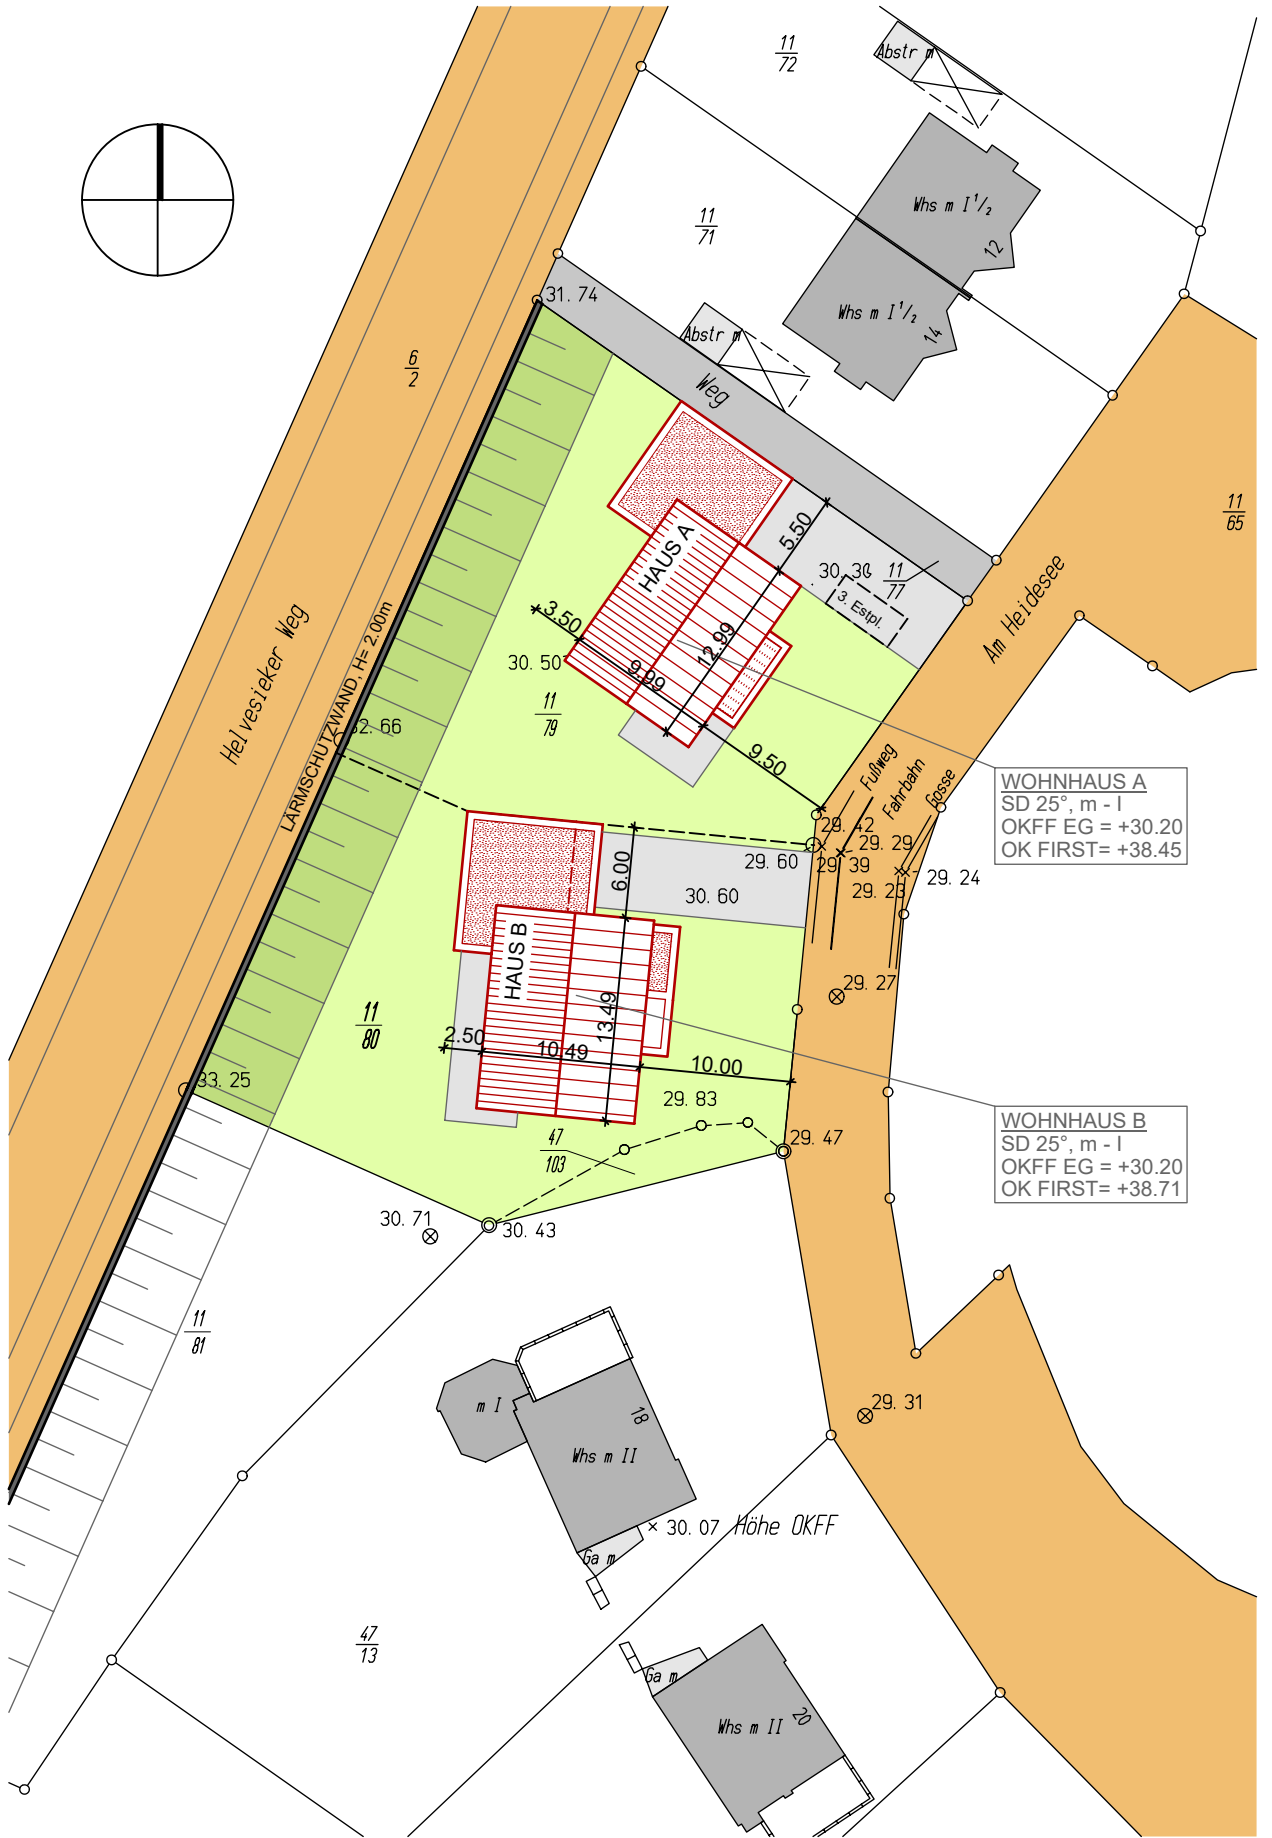 11
72
Abstr m
Whs m I 1/2
12
11
71
31. 74
Whs m I 1/2
14
Abstr m
6
2
Weg
11
65
5.50
HAUS A
30. 30
11
77
3. Estpl.
Am Heidesee
3.50
12.99
9.99
30. 50
Helvesieker Weg
LÄRMSCHUTZWAND, H= 2.00m
11
79
9.50
Fußweg
Fahrbahn
Gosse
WOHNHAUS A
SD 25°, m - I
OKFF EG = +30.20
OK FIRST= +38.45
29. 42
29. 29
29. 60
29. 39
6.00
29. 24
30. 60
HAUS B
29. 27
11
80
13.49
2.50
10.49
10.00
33. 25
29. 83
WOHNHAUS B
SD 25°, m - I
OKFF EG = +30.20
OK FIRST= +38.71
47
103
29. 47
30. 71
30. 43
11
81
m I
18
29. 31
Whs m II
30. 07 Höhe OKFF
Ga m
47
13
Ga m
Whs m II
20